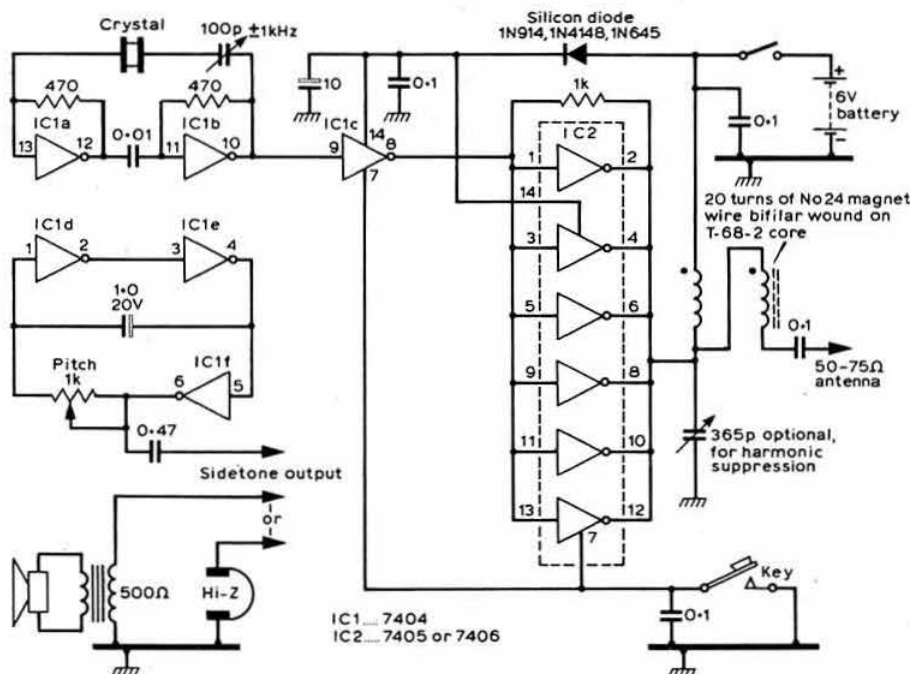 Crystal
100p ±1kHz
470
470
IC1a
IC1b
13
12
0·01
11
10
Silicon diode
1N914, 1N4148, 1N645
10
0·1
1k
IC1c
14
9
8
7
IC2
1
2
14
3
4
5
6
9
8
11
10
13
12
7
+
6V
battery
−
0·1
20 turns of No24 magnet
wire bifilar wound on
T-68-2 core
0·1
50-75Ω
antenna
365p optional,
for harmonic
suppression
IC1d
IC1e
1
2
3
4
1·0
20V
Pitch
1k
IC1f
6
5
0·47
Sidetone output
or
500Ω
Hi-Z
IC1.... 7404
IC2.... 7405 or 7406
Key
0·1